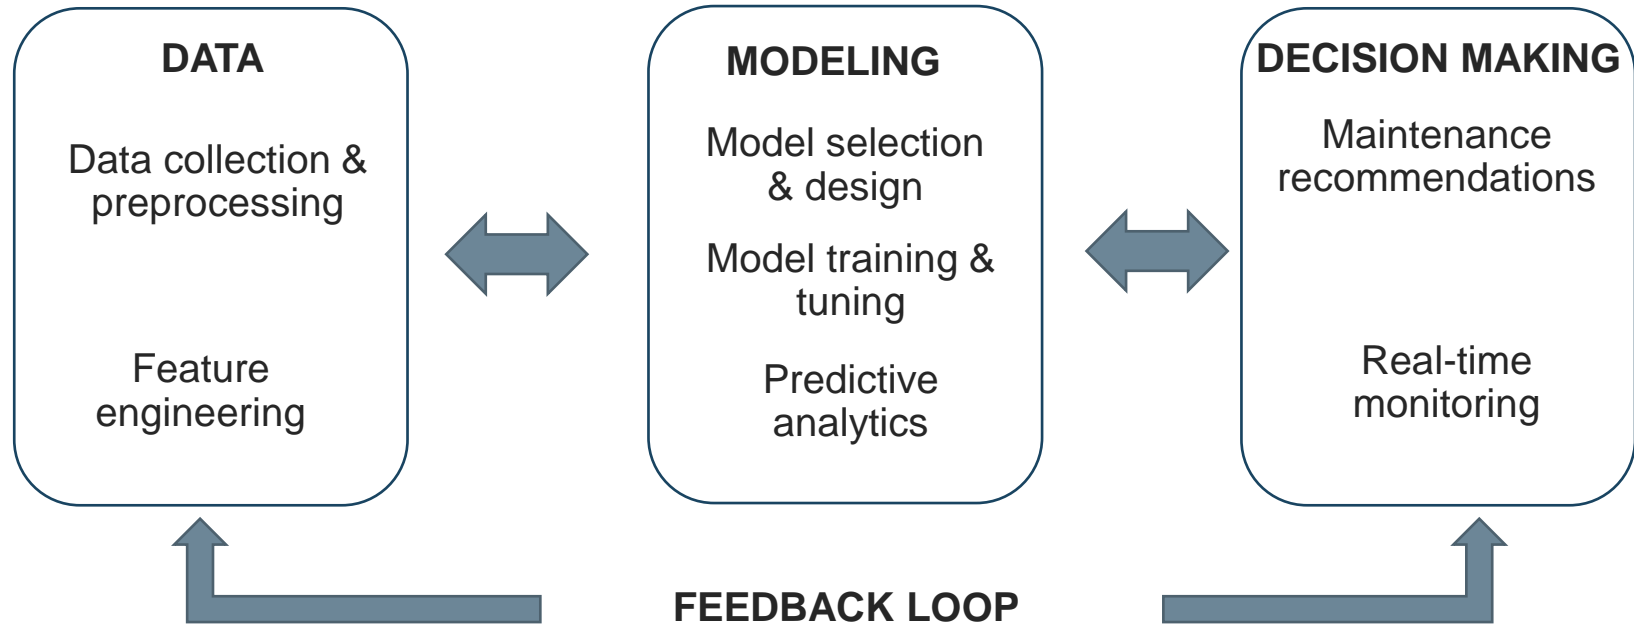 DATA
Data collection &
preprocessing
Feature
engineering
MODELING
Model selection
& design
Model training &
tuning
Predictive
analytics
DECISION MAKING
Maintenance
recommendations
Real-time
monitoring
FEEDBACK LOOP